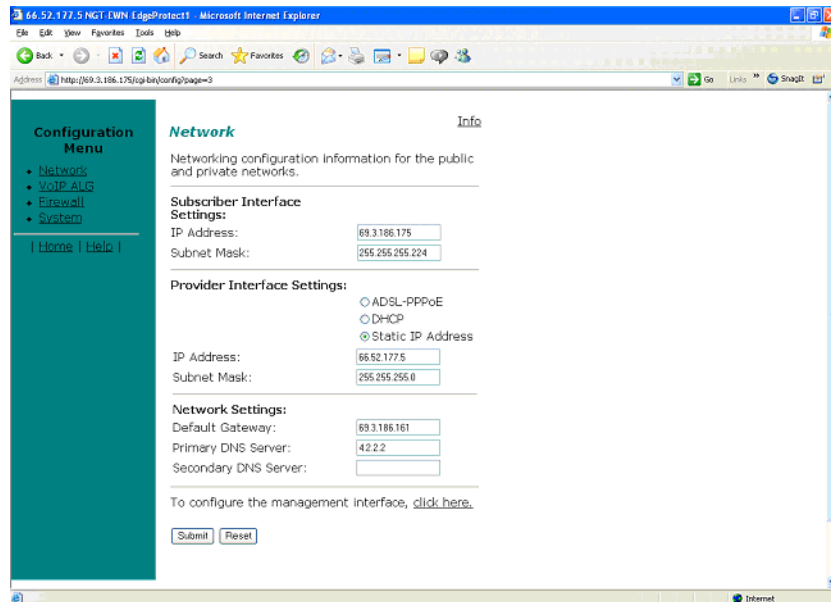 66.52.177.5 NGT-EWN-EdgeProtect1 - Microsoft Internet Explorer
File Edit View Favorites Tools Help
Back Search Favorites
Address http://69.3.186.175/cgi-bin/config?page=3 Go Links » SnagIt
Configuration Menu
Network
VoIP ALG
Firewall
System
| Home | Help |
Info
Network
Networking configuration information for the public
and private networks.
Subscriber Interface
Settings:
IP Address: 69.3.186.175
Subnet Mask: 255.255.255.224
Provider Interface Settings:
ADSL-PPPoE
DHCP
Static IP Address
IP Address: 66.52.177.5
Subnet Mask: 255.255.255.0
Network Settings:
Default Gateway: 69.3.186.161
Primary DNS Server: 4.2.2.2
Secondary DNS Server:
To configure the management interface, click here.
Submit Reset
Internet